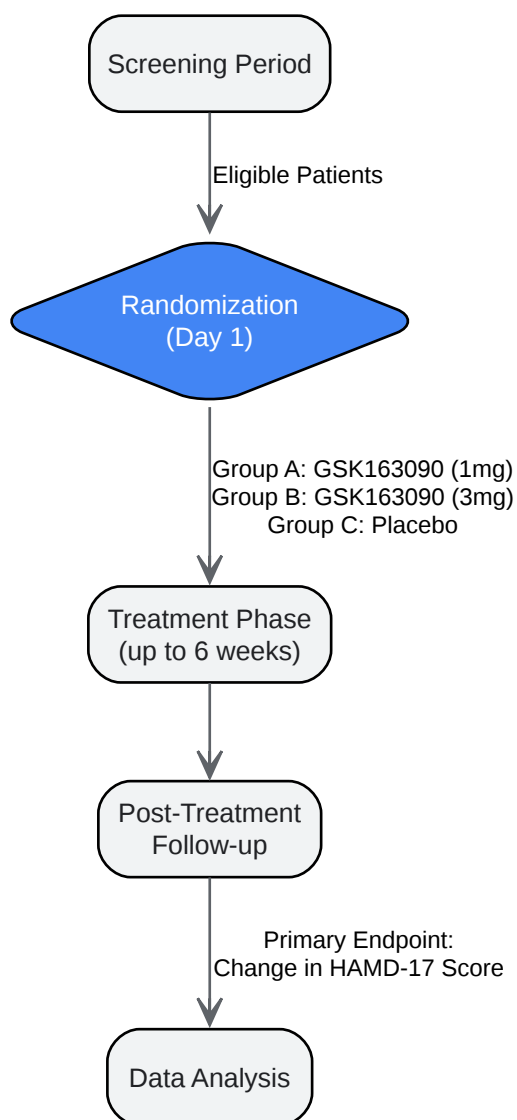 Screening Period
Eligible Patients
Randomization
(Day 1)
Group A: GSK163090 (1mg)
Group B: GSK163090 (3mg)
Group C: Placebo
Treatment Phase
(up to 6 weeks)
Post-Treatment
Follow-up
Primary Endpoint:
Change in HAMD-17 Score
Data Analysis